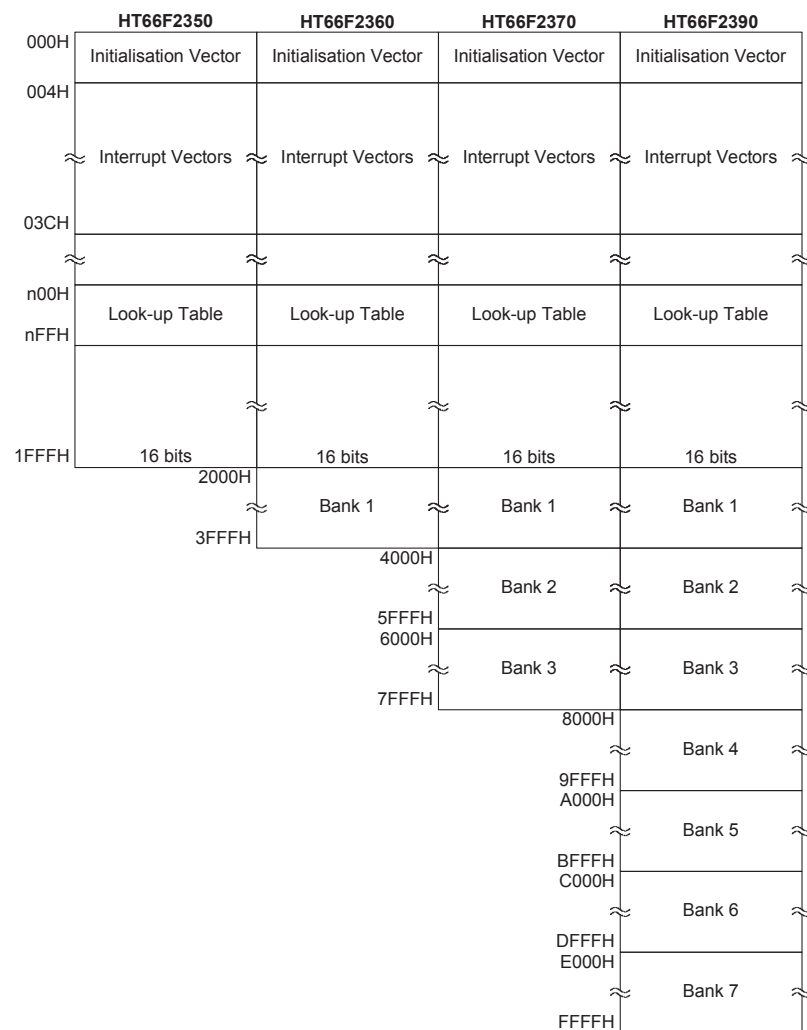 HT66F2350 HT66F2360 HT66F2370 HT66F2390
000H
Initialisation Vector Initialisation Vector Initialisation Vector Initialisation Vector
004H
Interrupt Vectors Interrupt Vectors Interrupt Vectors Interrupt Vectors
03CH
n00H
Look-up Table Look-up Table Look-up Table Look-up Table
nFFH
1FFFH 16 bits 16 bits 16 bits 16 bits
2000H
Bank 1 Bank 1 Bank 1
3FFFH
4000H
Bank 2 Bank 2
5FFFH
6000H
Bank 3 Bank 3
7FFFH
8000H
Bank 4
9FFFH
A000H
Bank 5
BFFFH
C000H
Bank 6
DFFFH
E000H
Bank 7
FFFFH